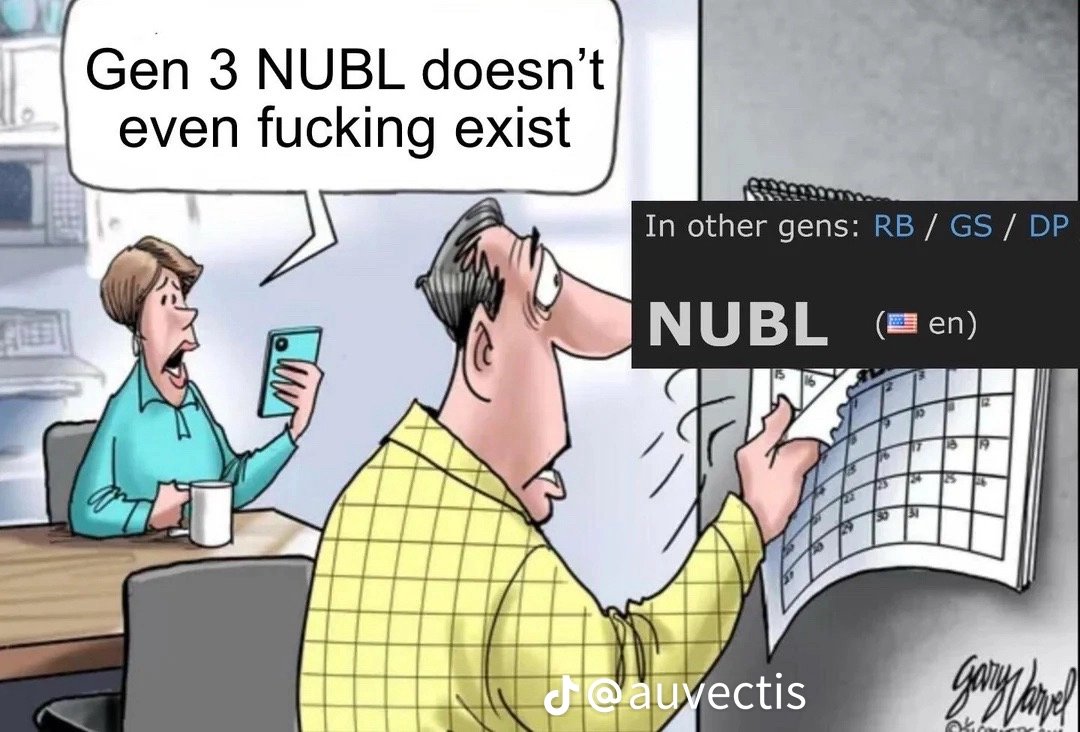 Gen 3 NUBL doesn’t
even fucking exist
In other gens: RB / GS / DP
NUBL (🇺🇸 en)
@auvectis
Gary Varvel